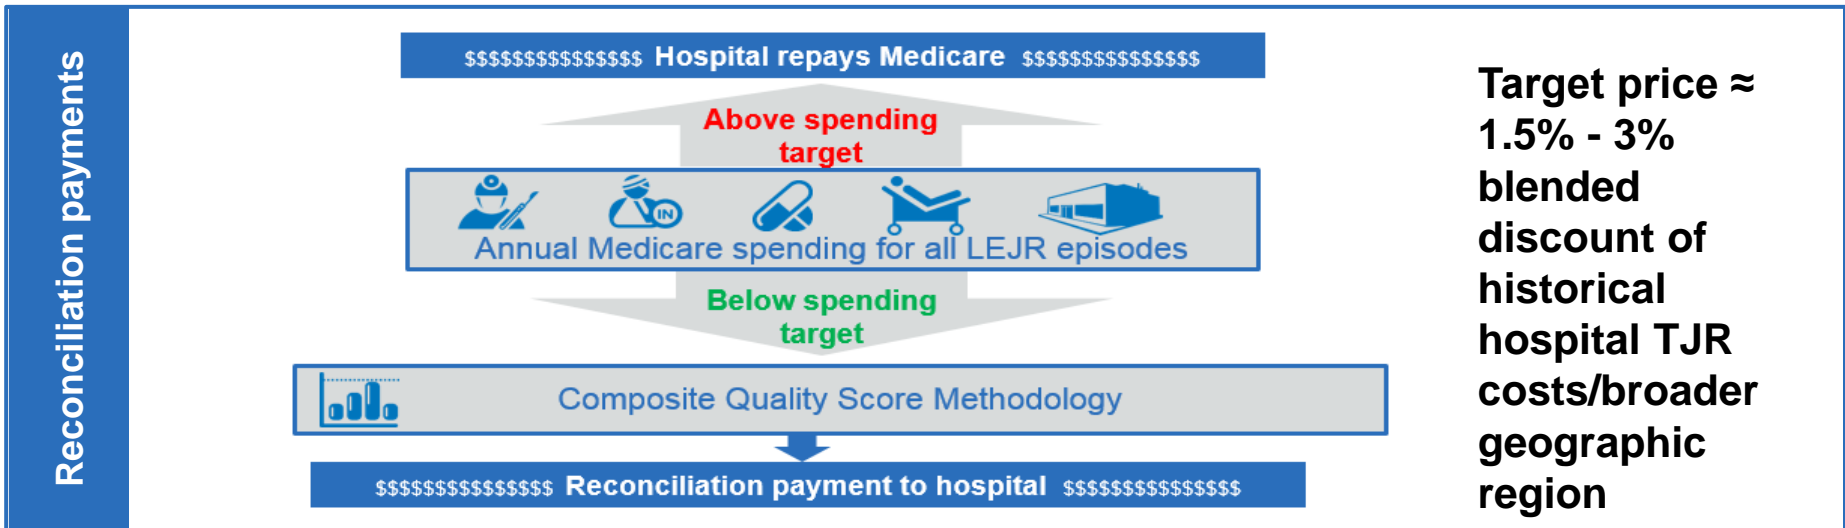 Reconciliation payments
$$$$$$$$$$$$$$$ Hospital repays Medicare $$$$$$$$$$$$$$$
Above spending
target
IN
Annual Medicare spending for all LEJR episodes
Below spending
target
Composite Quality Score Methodology
$$$$$$$$$$$$$$$ Reconciliation payment to hospital $$$$$$$$$$$$$$$
Target price ≈
1.5% - 3%
blended
discount of
historical
hospital TJR
costs/broader
geographic
region